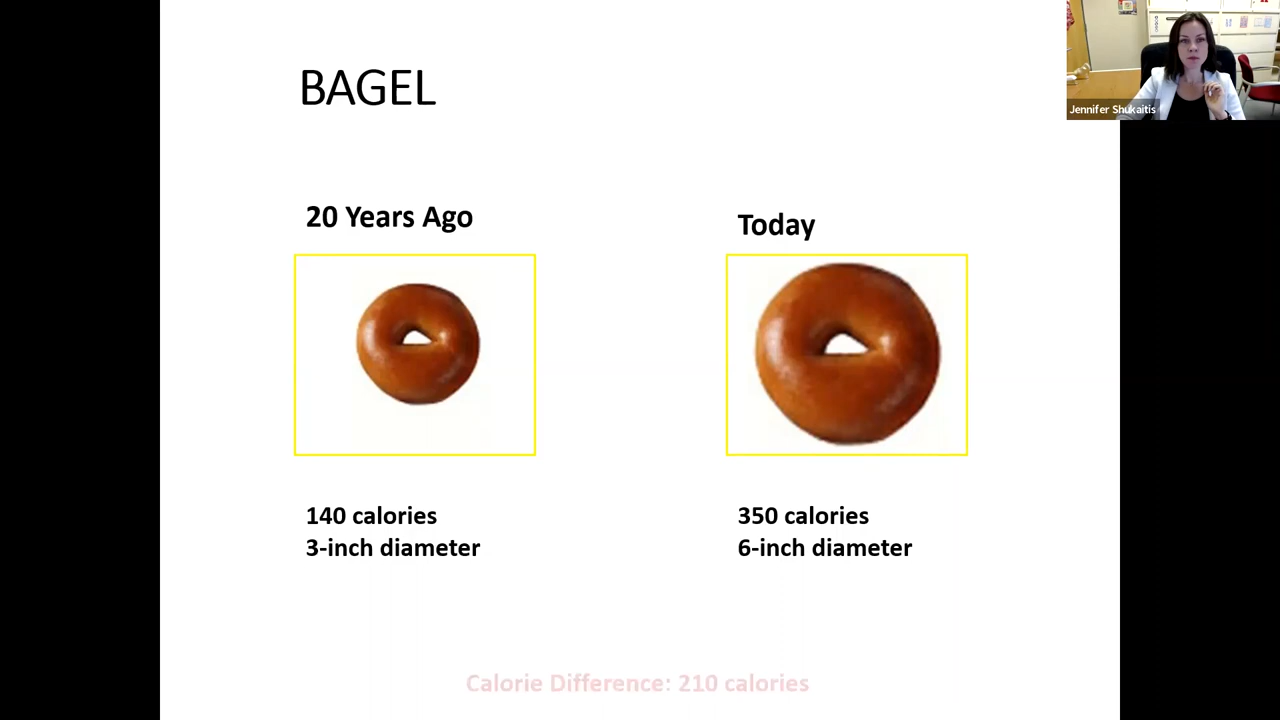 BAGEL
Jennifer Shukaitis
20 Years Ago
Today
140 calories
3-inch diameter
350 calories
6-inch diameter
Calorie Difference: 210 calories